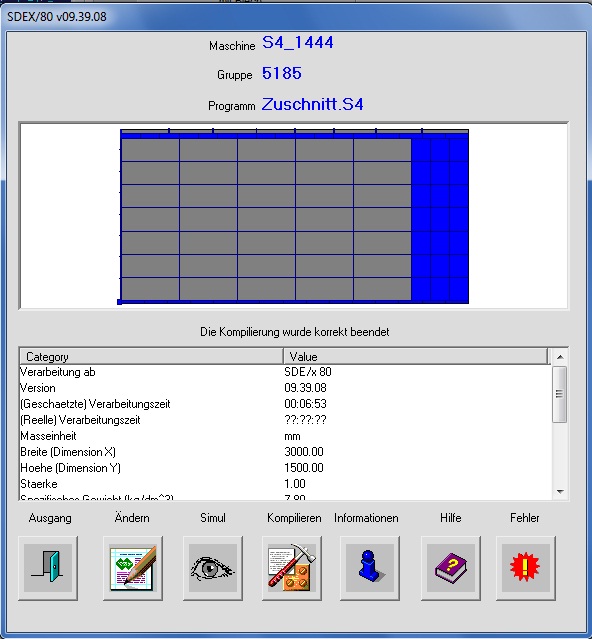 SDEX/80 v09.39.08
Maschine S4_1444
Gruppe 5185
Programm Zuschnitt.S4
Die Kompilierung wurde korrekt beendet
Category Value
Verarbeitung ab SDE/x 80
Version 09.39.08
(Geschaetzte) Verarbeitungszeit 00:06:53
(Reelle) Verarbeitungszeit ??:??:??
Masseinheit mm
Breite (Dimension X) 3000.00
Hoehe (Dimension Y) 1500.00
Staerke 1.00
Spezifisches Gewicht (kg/dm^3) 7.80
Ausgang Ändern Simul Kompilieren Informationen Hilfe Fehler